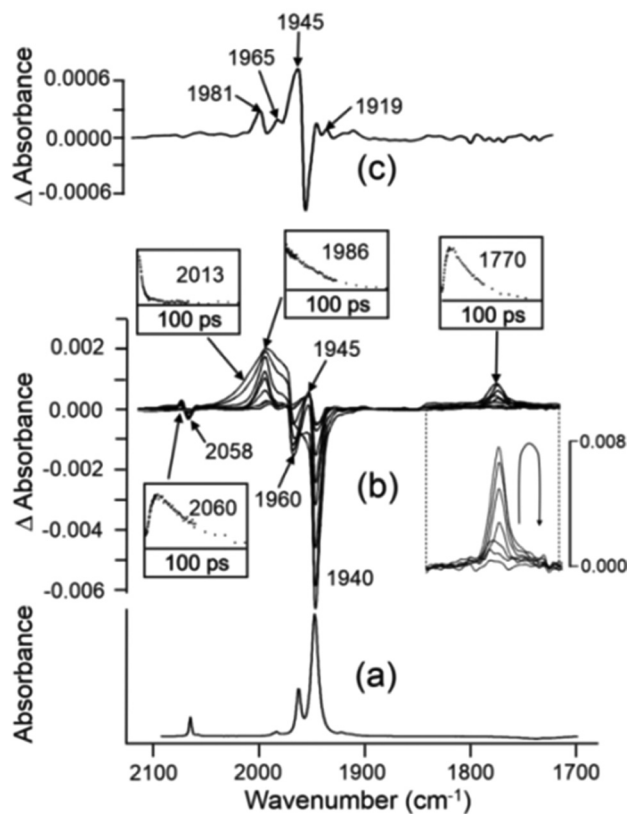 1945
1965
1981
1919
0.0006
0.0000
-0.0006
Δ Absorbance
(c)
2013
100 ps
1986
100 ps
1770
100 ps
1945
0.002
0.000
-0.002
-0.004
-0.006
Δ Absorbance
2058
2060
100 ps
1960
(b)
1940
0.008
0.000
(a)
Absorbance
2100 2000 1900 1800 1700
Wavenumber (cm⁻¹)